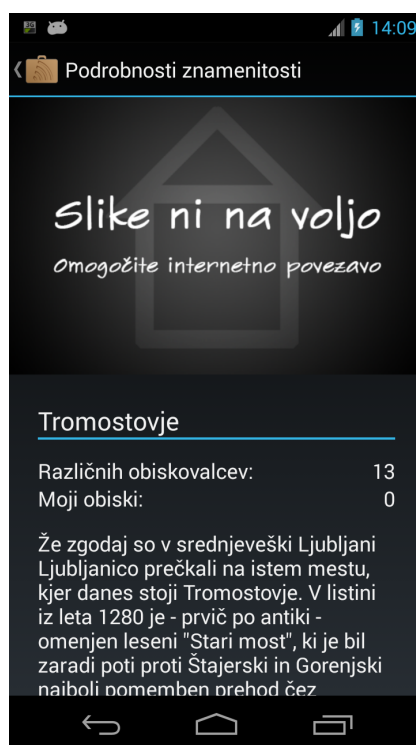 14:09
Podrobnosti znamenitosti
Slike ni na voljo
Omogočite internetno povezavo
Tromostovje
Različnih obiskovalcev: 13
Moji obiski: 0
Že zgodaj so v srednjeveški Ljubljani
Ljubljanico prečkali na istem mestu,
kjer danes stoji Tromostovje. V listini
iz leta 1280 je - prvič po antiki -
omenjen leseni "Stari most", ki je bil
zaradi poti proti Štajerski in Gorenjski
najbolj pomemben prehod čez